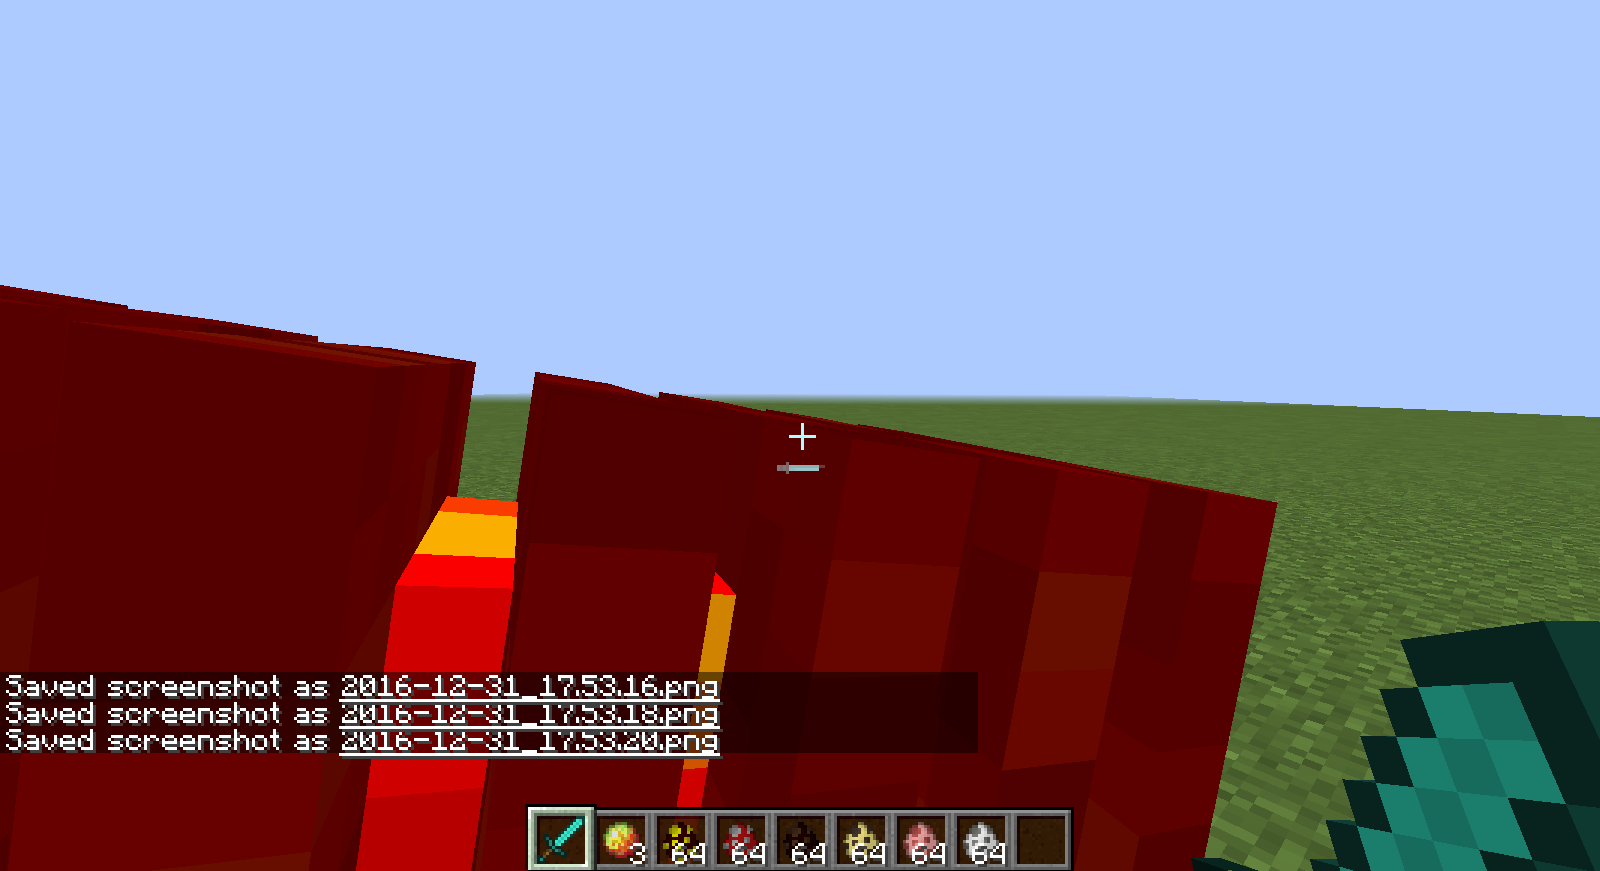 Saved screenshot as 2016-12-31_17.53.16.png
Saved screenshot as 2016-12-31_17.53.18.png
Saved screenshot as 2016-12-31_17.53.20.png
3 64 64 64 64 64 64